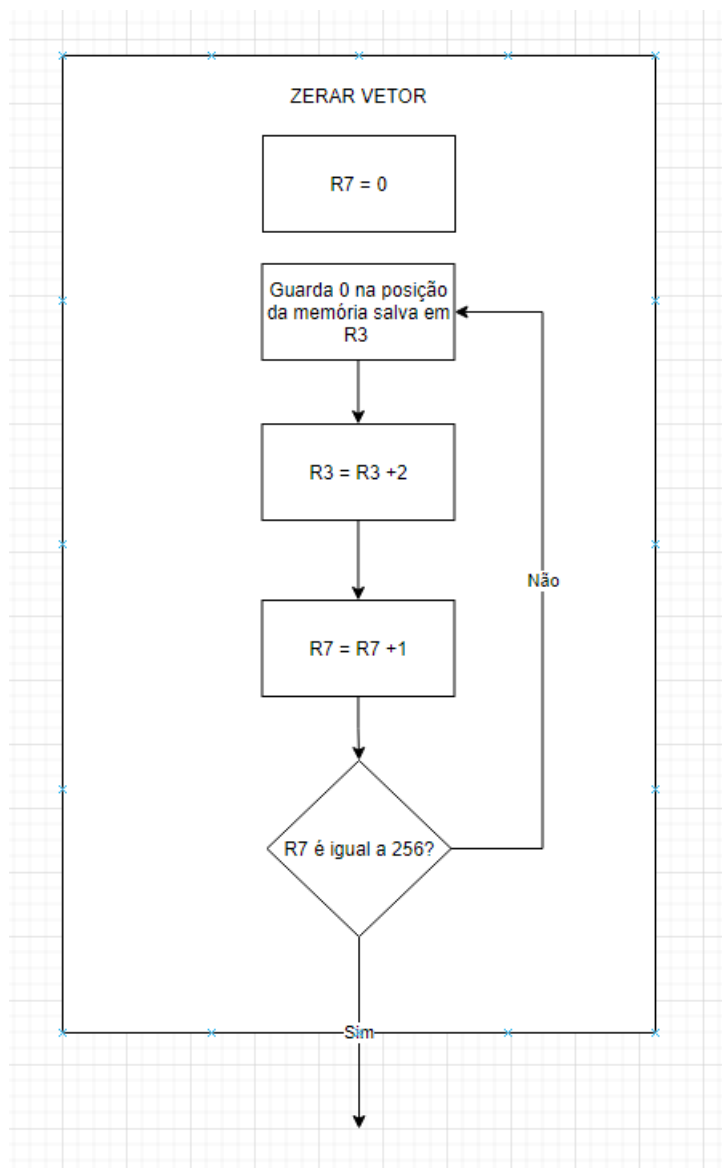 ZERAR VETOR
R7 = 0
Guarda 0 na posição
da memória salva em
R3
R3 = R3 +2
Não
R7 = R7 +1
R7 é igual a 256?
Sim